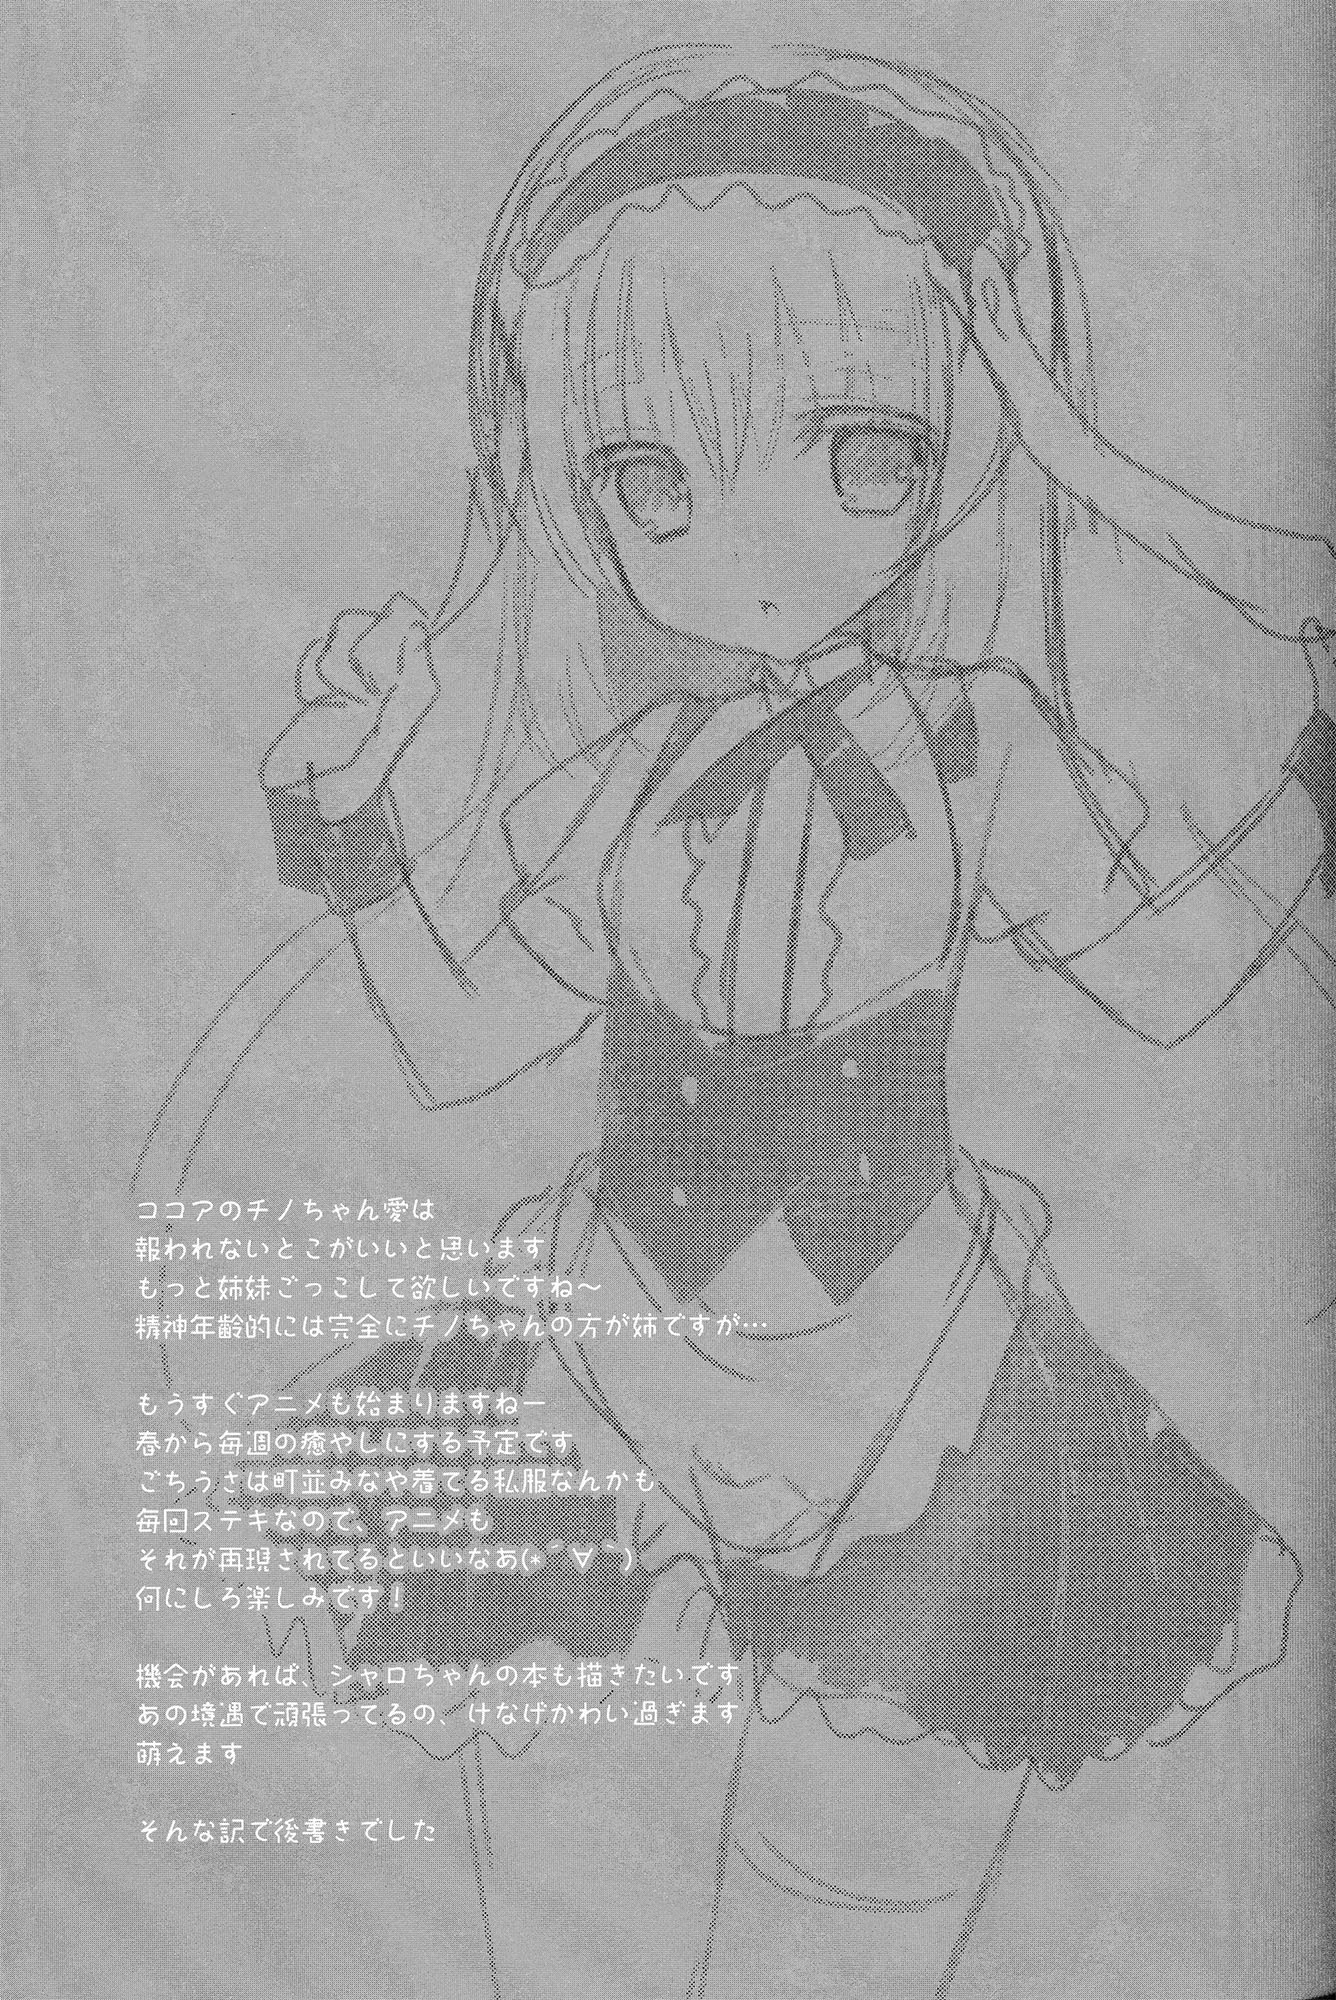 ココアのチノちゃん愛は
報われないとこがいいと思います
もっと姉妹ごっこして欲しいですね～
精神年齢的には完全にチノちゃんの方が姉ですが…
もうすぐアニメも始まりますねー
春から毎週の癒やしにする予定です
ごちうさは町並みなや着てる私服なんかも
毎回ステキなので、アニメも
それが再現されてるといいなあ(*´∀｀)
何にしろ楽しみです！
機会があれば、シャロちゃんの本も描きたいです
あの境遇で頑張ってるの、けなげかわい過ぎます
萌えます
そんな訳で後書きでした